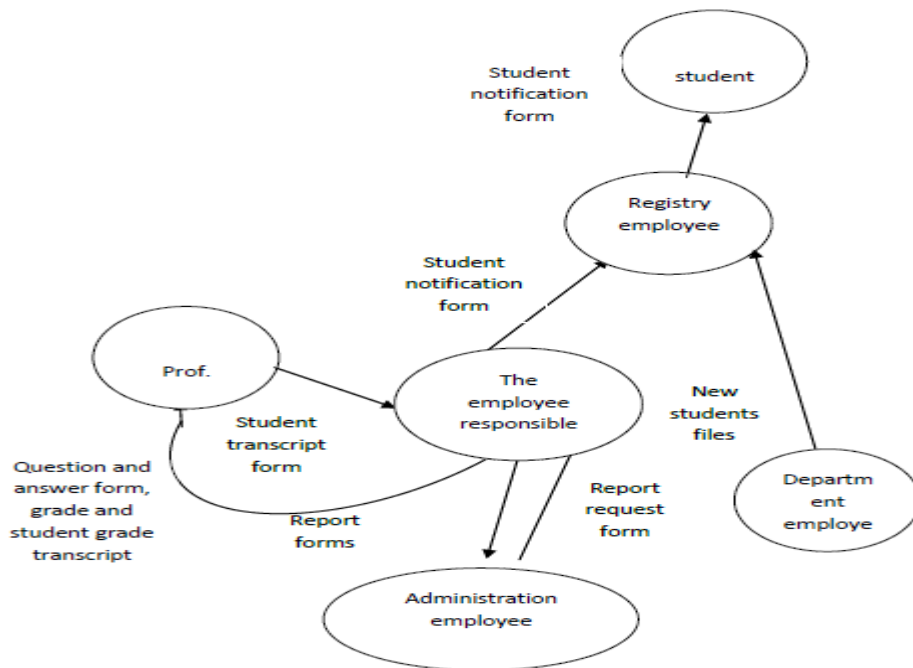 student
Student
notification
form
Registry
employee
Student
notification
form
Prof.
The
employee
responsible
New
students
files
Student
transcript
form
Question and
answer form,
grade and
student grade
transcript
Report
forms
Report
request
form
Departm
ent
employe
Administration
employee